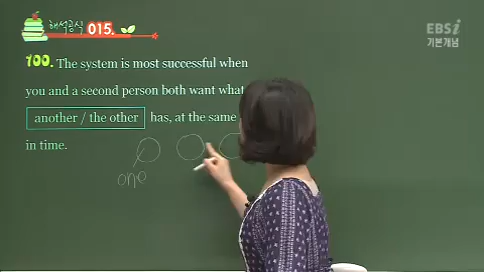 해석공식 015.
EBSi
기본개념
100. The system is most successful when
you and a second person both want what
another / the other has, at the same
in time.
one